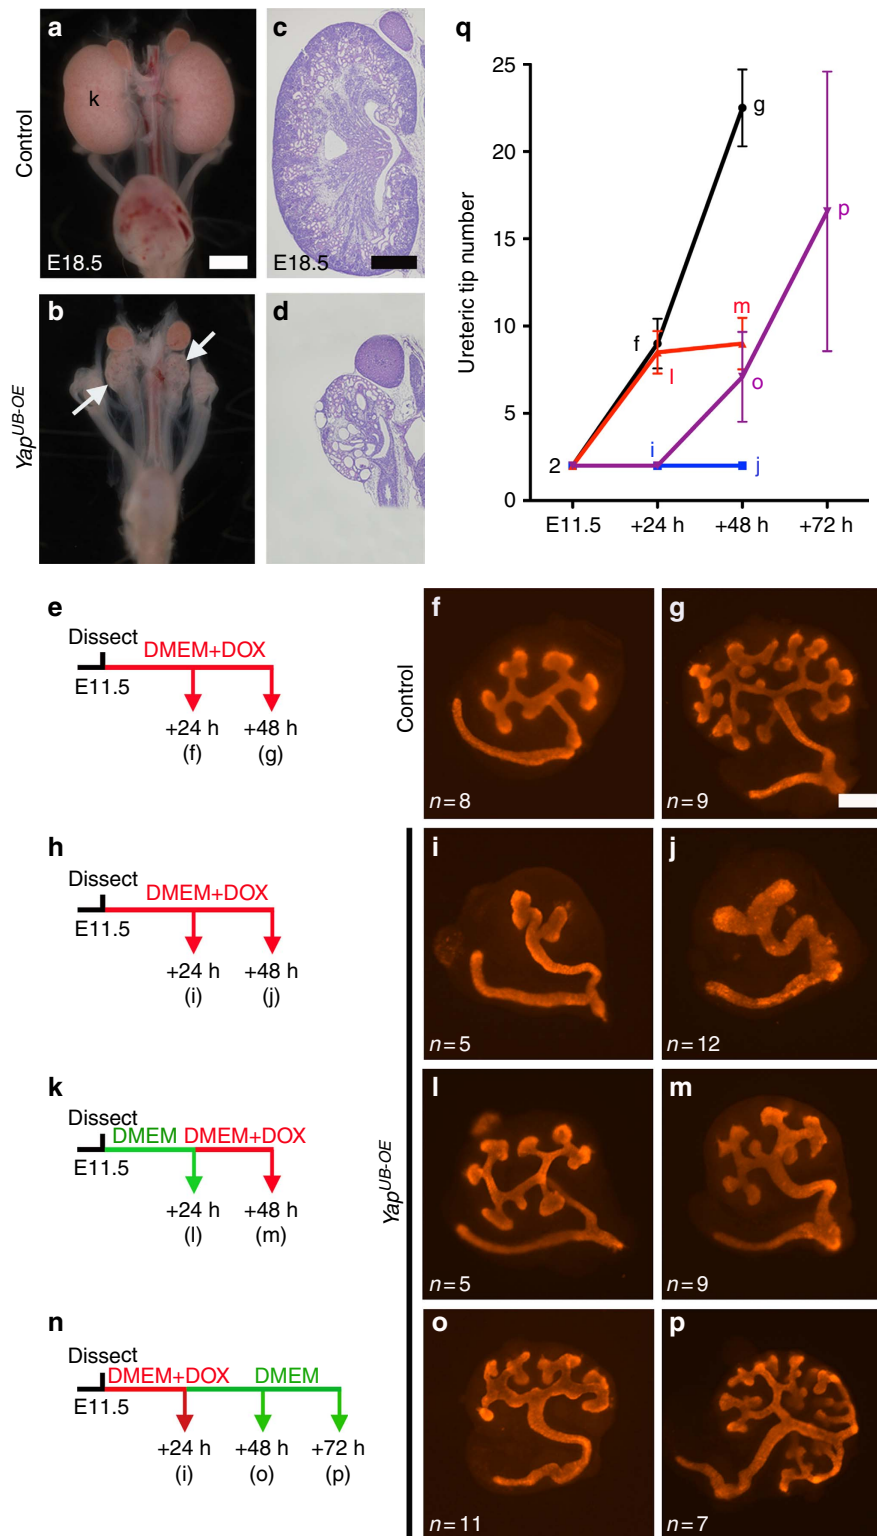 a
Control
k
E18.5
c
E18.5
b
Yap^UB-OE
d
q
Ureteric tip number
25
20
15
10
5
0
2
f
g
l
m
i
j
o
p
E11.5 +24 h +48 h +72 h
e
Dissect
DMEM+DOX
E11.5
+24 h +48 h
(f) (g)
Control
f
n=8
g
n=9
h
Dissect
DMEM+DOX
E11.5
+24 h +48 h
(i) (j)
Yap^UB-OE
i
n=5
j
n=12
k
Dissect
DMEM DMEM+DOX
E11.5
+24 h +48 h
(l) (m)
l
n=5
m
n=9
n
Dissect
DMEM+DOX DMEM
E11.5
+24 h +48 h +72 h
(i) (o) (p)
o
n=11
p
n=7